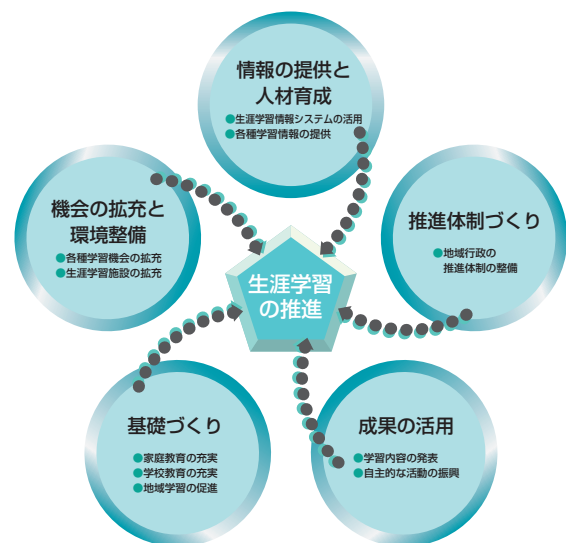 情報の提供と
人材育成
●生涯学習情報システムの活用
●各種学習情報の提供
機会の拡充と
環境整備
●各種学習機会の拡充
●生涯学習施設の拡充
推進体制づくり
●地域行政の
推進体制の整備
生涯学習
の推進
基礎づくり
●家庭教育の充実
●学校教育の充実
●地域学習の促進
成果の活用
●学習内容の発表
●自主的な活動の振興